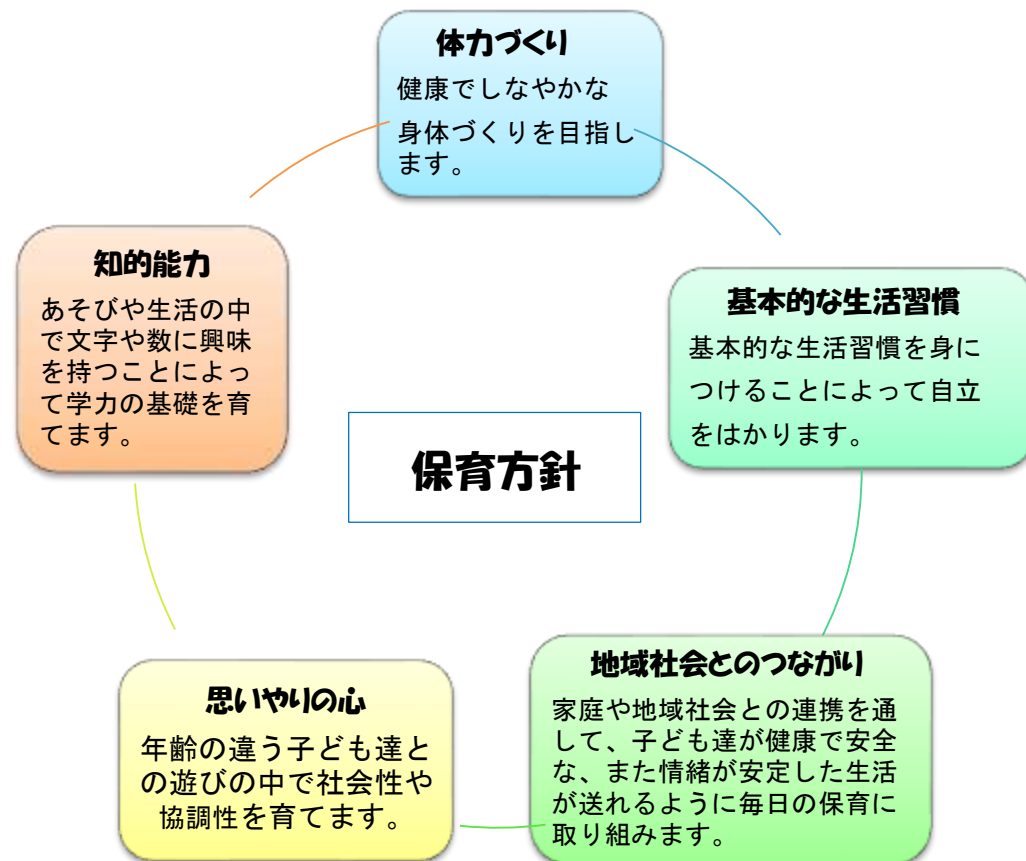 体力づくり
健康でしなやかな
身体づくりを目指し
ます。
知的能力
あそびや生活の中
で文字や数に興味
を持つことによっ
て学力の基礎を育
てます。
基本的な生活習慣
基本的な生活習慣を身に
つけることによって自立
をはかります。
保育方針
思いやりの心
年齢の違う子ども達と
の遊びの中で社会性や
協調性を育てます。
地域社会とのつながり
家庭や地域社会との連携を通
して、子ども達が健康で安全
な、また情緒が安定した生活
が送れるように毎日の保育に
取り組みます。